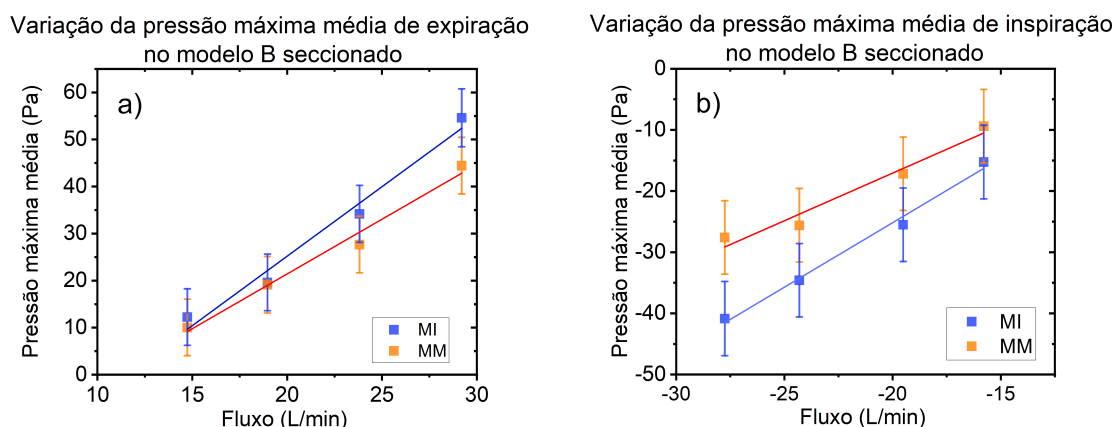 Variação da pressão máxima média de expiração
no modelo B seccionado
a)
Pressão máxima média (Pa)
60
50
40
30
20
10
0
10
15
20
25
30
Fluxo (L/min)
MI
MM
Variação da pressão máxima média de inspiração
no modelo B seccionado
b)
Pressão máxima média (Pa)
0
-10
-20
-30
-40
-50
-30
-25
-20
-15
Fluxo (L/min)
MI
MM